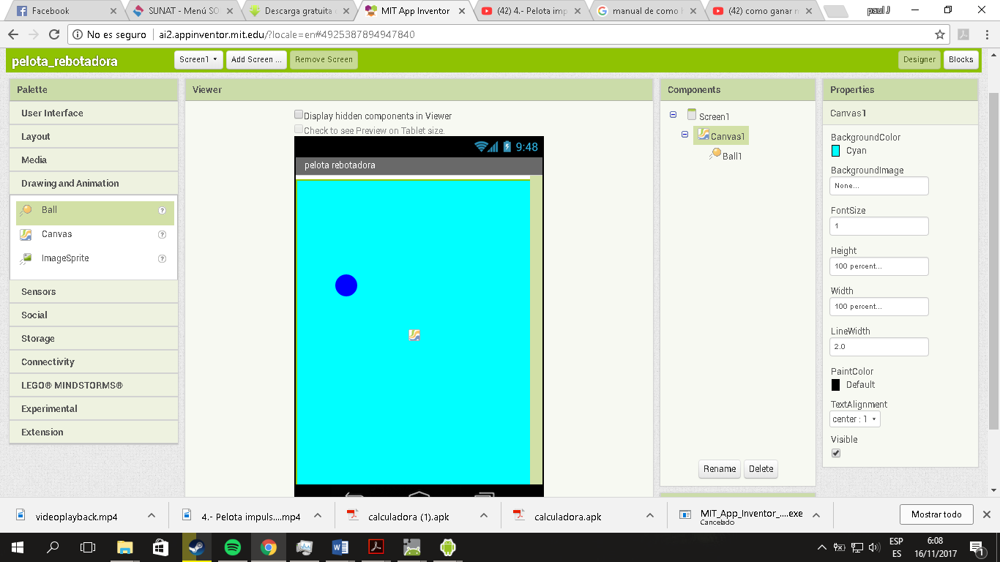 Facebook
SUNAT - Menú SO
Descarga gratuita
MIT App Inventor
(42) 4.- Pelota imp
manual de como
(42) como ganar
paul J
No es seguro
ai2.appinventor.mit.edu/?locale=en#4925387894947840
pelota_rebotadora
Screen1
Add Screen ...
Remove Screen
Designer
Blocks
Palette
User Interface
Layout
Media
Drawing and Animation
Ball
?
Canvas
?
ImageSprite
?
Sensors
Social
Storage
Connectivity
LEGO® MINDSTORMS®
Experimental
Extension
Viewer
Display hidden components in Viewer
Check to see Preview on Tablet size.
9:48
pelota rebotadora
Components
Screen1
Canvas1
Ball1
Rename
Delete
Properties
Canvas1
BackgroundColor
Cyan
BackgroundImage
None...
FontSize
1
Height
100 percent...
Width
100 percent...
LineWidth
2.0
PaintColor
Default
TextAlignment
center : 1
Visible
videoplayback.mp4
4.- Pelota impuls....mp4
calculadora (1).apk
calculadora.apk
MIT_App_Inventor_....exe
Cancelado
Mostrar todo
ESP
ES
6:08
16/11/2017
1